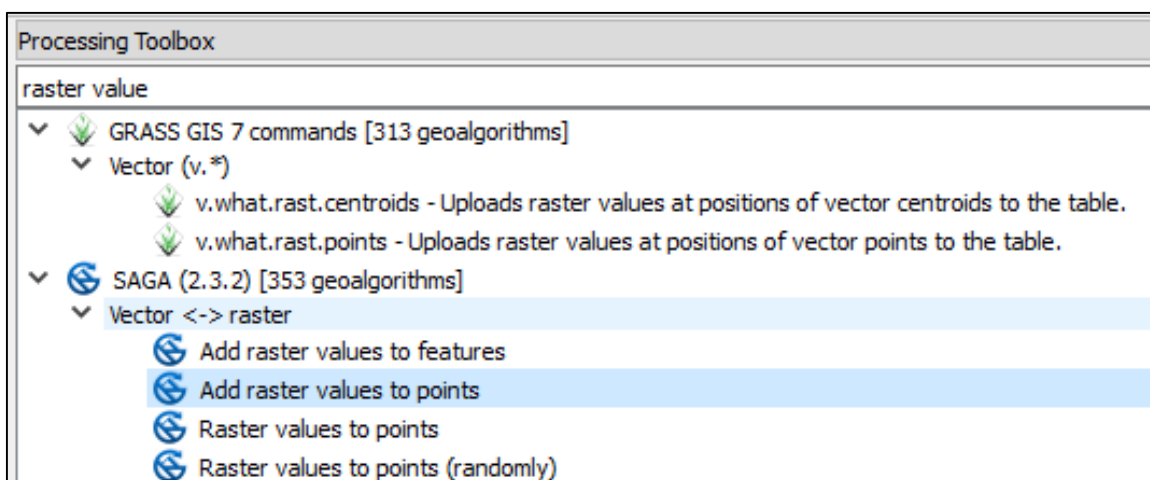 Processing Toolbox
raster value
GRASS GIS 7 commands [313 geoalgorithms]
Vector (v.*)
v.what.rast.centroids - Uploads raster values at positions of vector centroids to the table.
v.what.rast.points - Uploads raster values at positions of vector points to the table.
SAGA (2.3.2) [353 geoalgorithms]
Vector <-> raster
Add raster values to features
Add raster values to points
Raster values to points
Raster values to points (randomly)